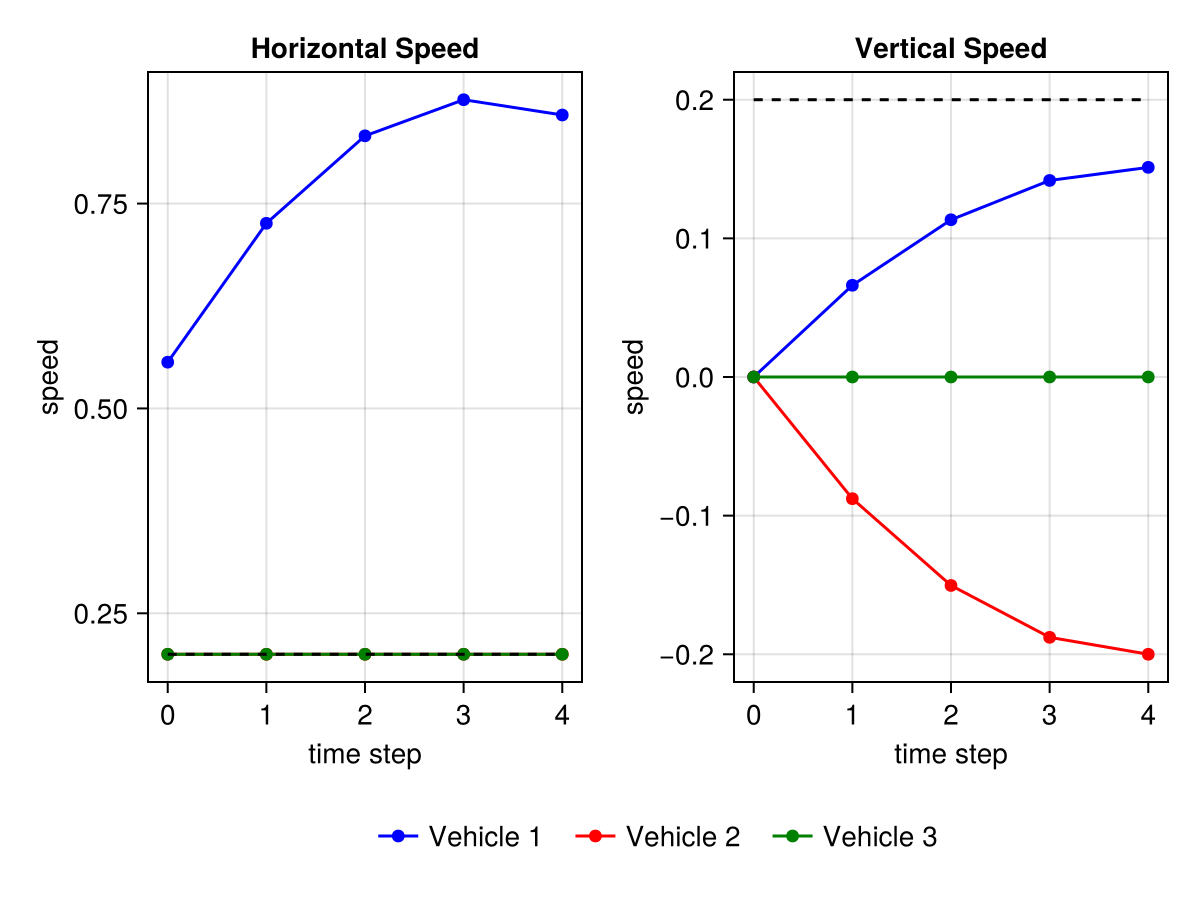 Horizontal Speed
0.75
0.50
0.25
speed
0 1 2 3 4
time step
Vertical Speed
0.2
0.1
0.0
−0.1
−0.2
speed
0 1 2 3 4
time step
Vehicle 1 Vehicle 2 Vehicle 3